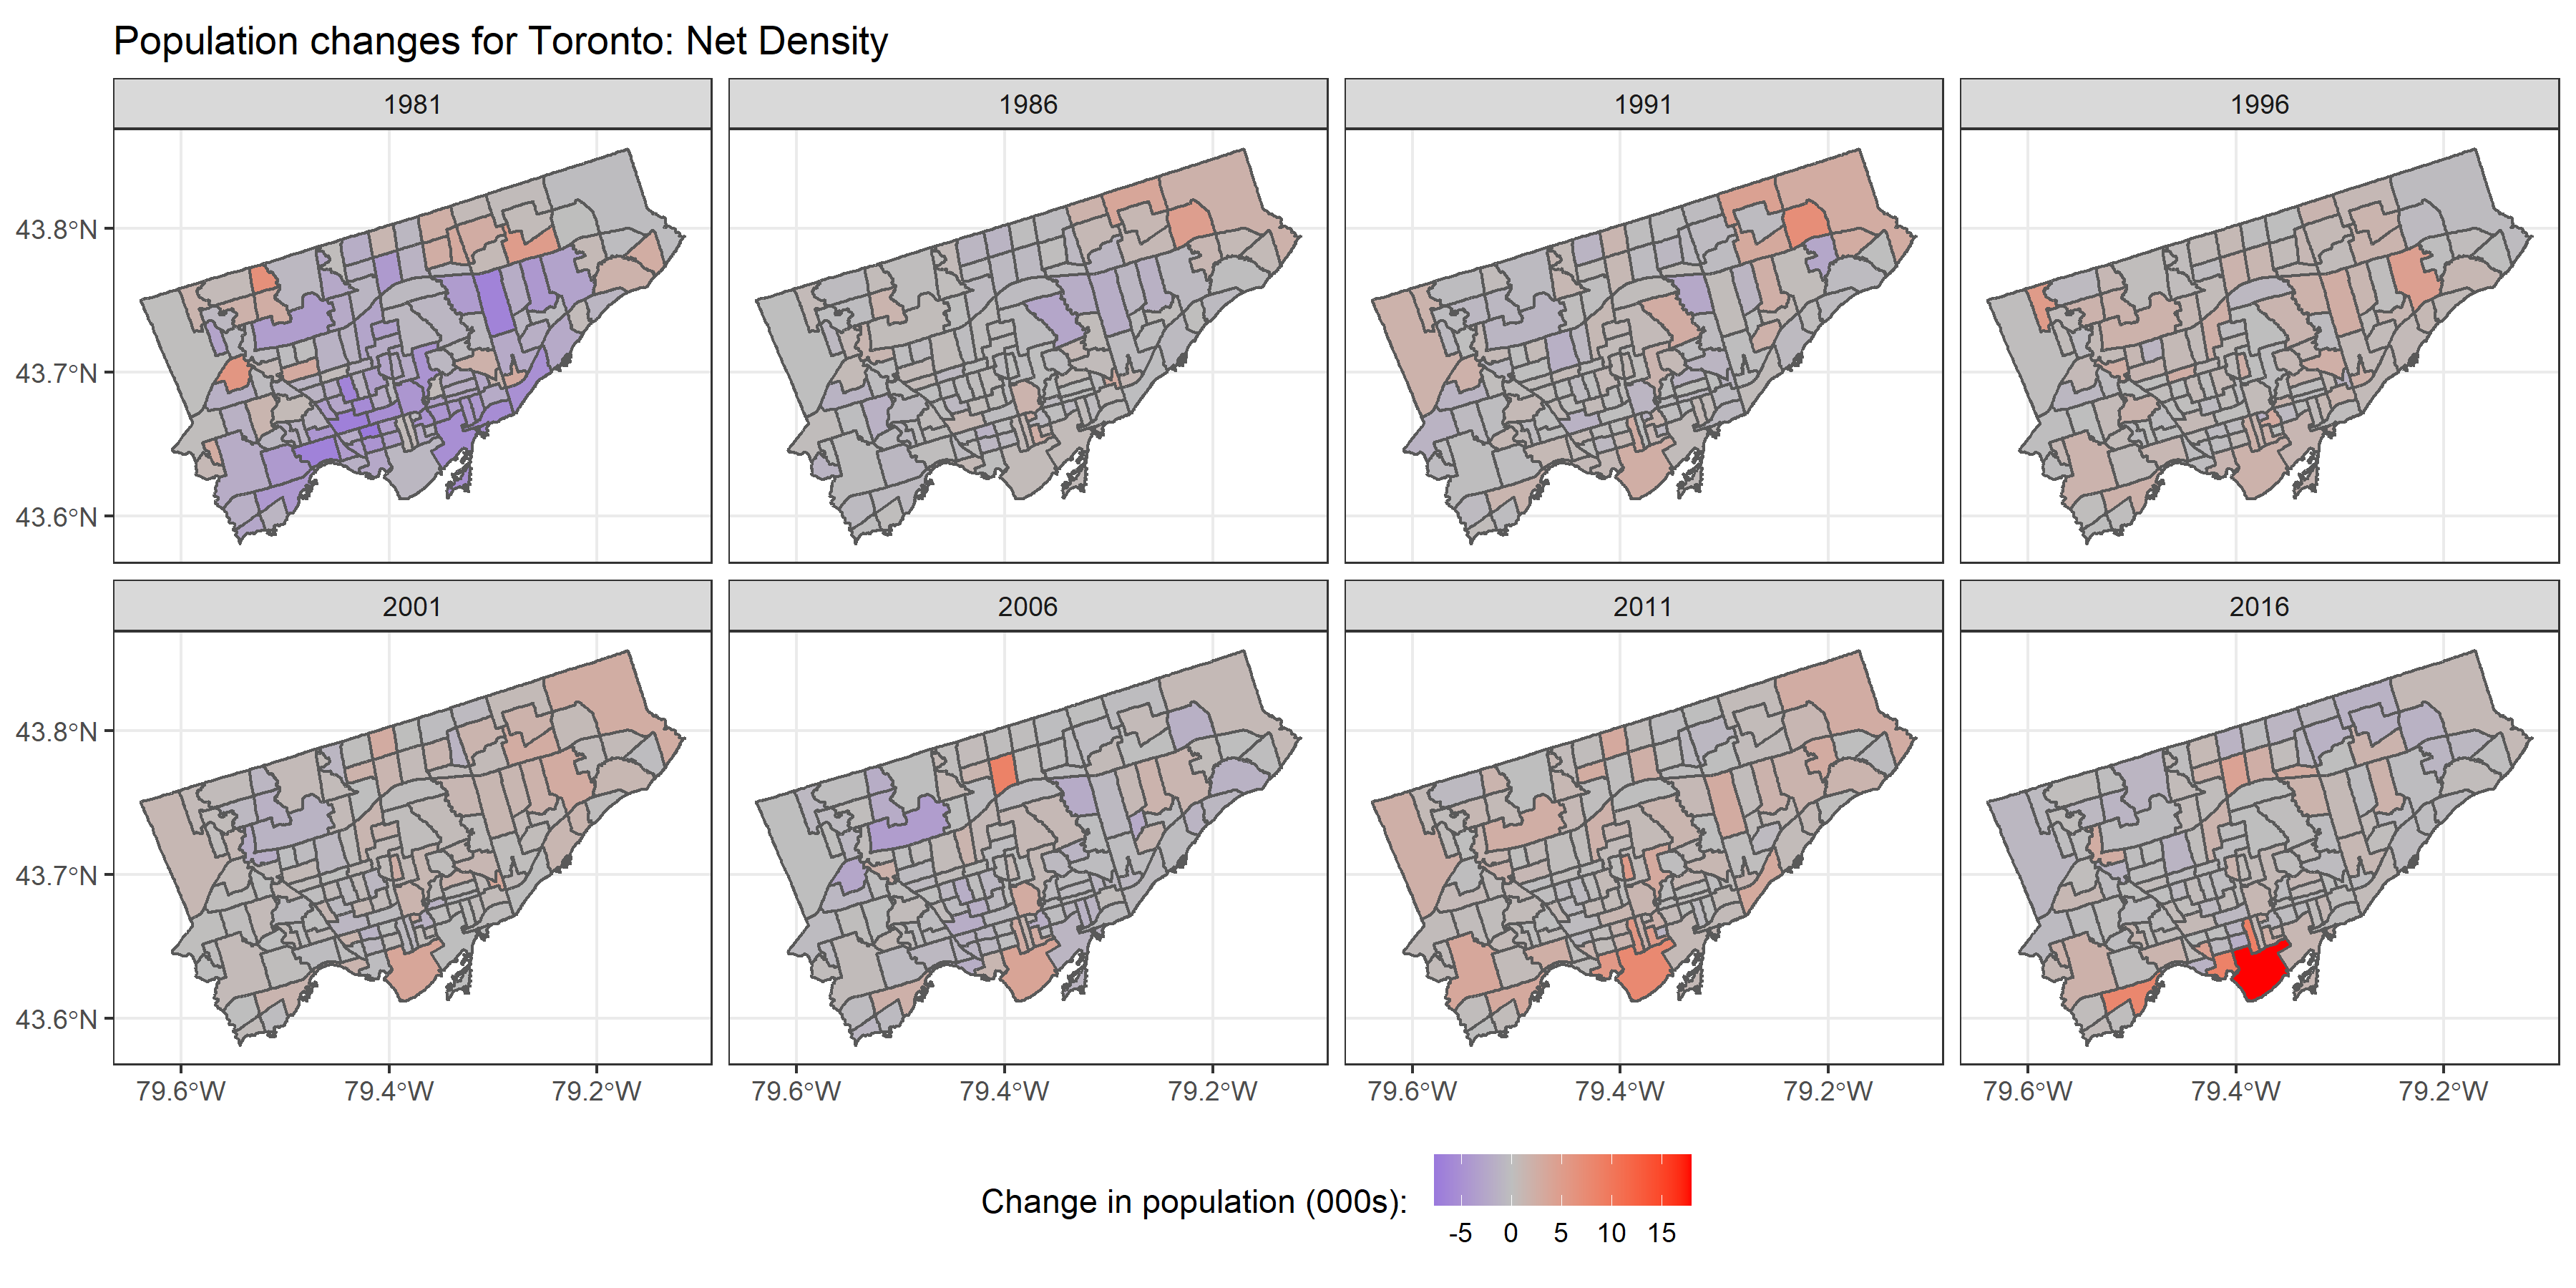 Population changes for Toronto: Net Density
1981
1986
1991
1996
43.8°N
43.7°N
43.6°N
2001
2006
2011
2016
43.8°N
43.7°N
43.6°N
79.6°W 79.4°W 79.2°W 79.6°W 79.4°W 79.2°W 79.6°W 79.4°W 79.2°W 79.6°W 79.4°W 79.2°W
Change in population (000s):
-5 0 5 10 15